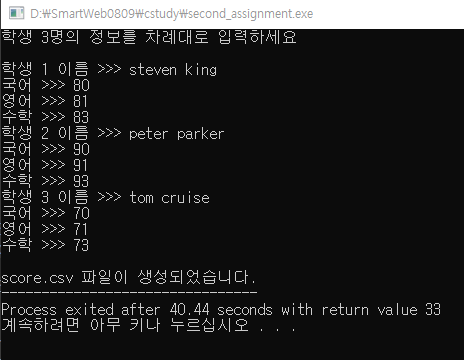 D:\SmartWeb0809\cstudy\second_assignment.exe
학생 3명의 정보를 차례대로 입력하세요
학생 1 이름 >>> steven king
국어 >>> 80
영어 >>> 81
수학 >>> 83
학생 2 이름 >>> peter parker
국어 >>> 90
영어 >>> 91
수학 >>> 93
학생 3 이름 >>> tom cruise
국어 >>> 70
영어 >>> 71
수학 >>> 73
score.csv 파일이 생성되었습니다.
--------------------------------
Process exited after 40.44 seconds with return value 33
계속하려면 아무 키나 누르십시오 . . .